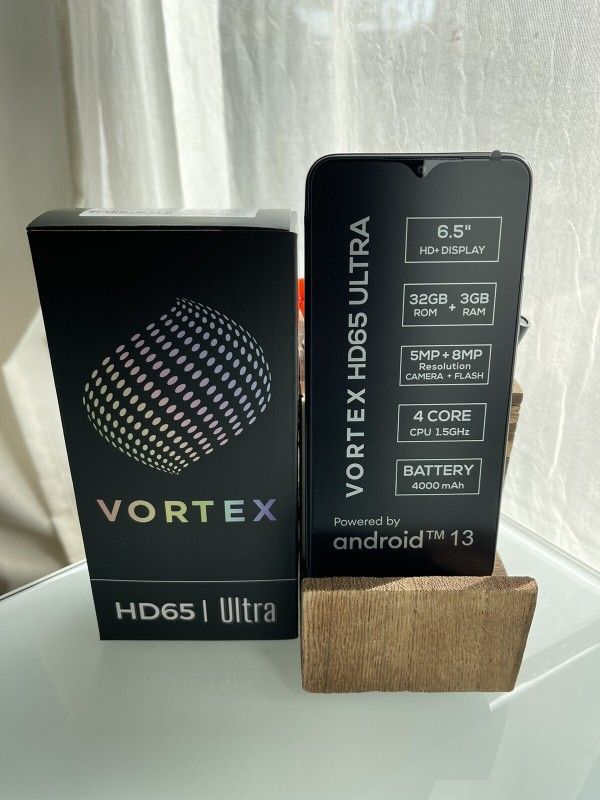 VORTEX
HD65 | Ultra
VORTEX HD65 ULTRA
6.5"
HD+ DISPLAY
32GB + 3GB
ROM RAM
5MP + 8MP
Resolution
CAMERA + FLASH
4 CORE
CPU 1.5GHz
BATTERY
4000 mAh
Powered by
android™ 13